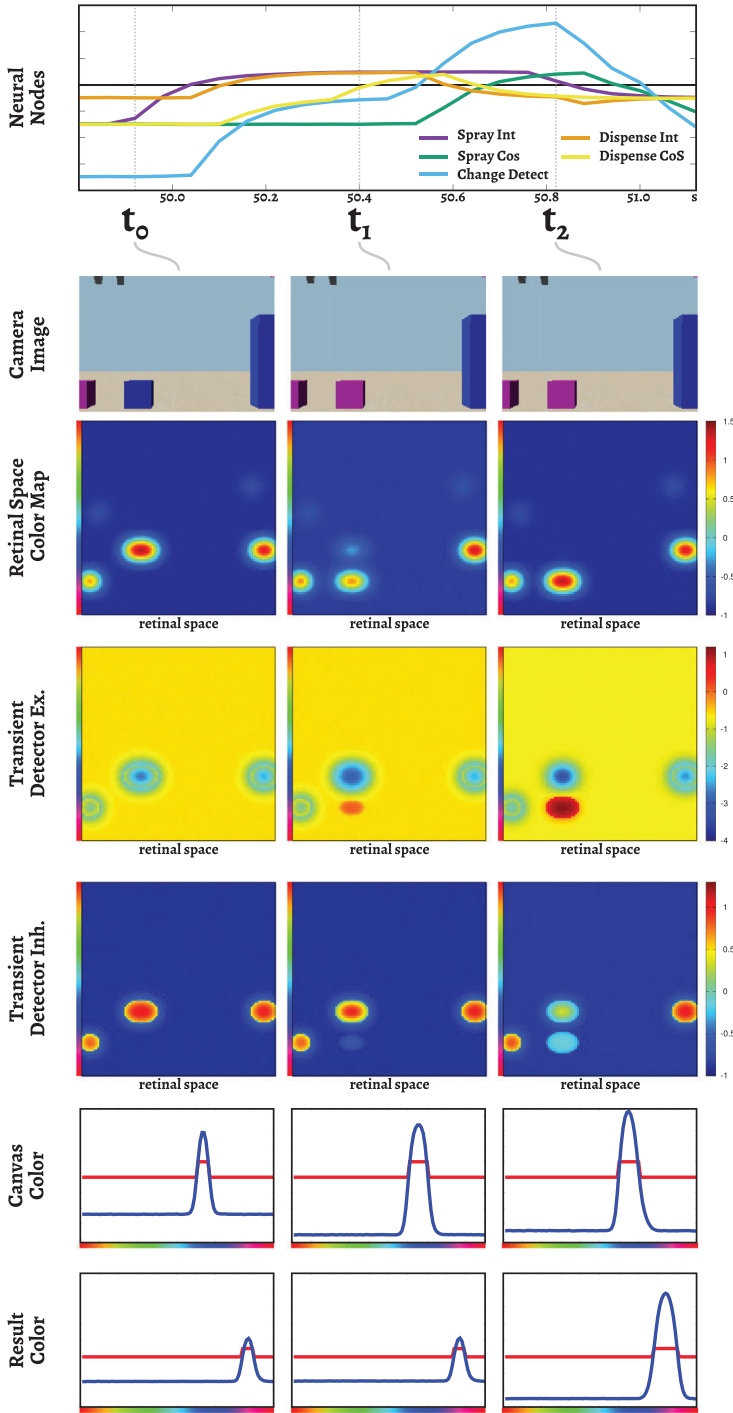 Neural
Nodes
Spray Int
Dispense Int
Spray Cos
Dispense CoS
Change Detect
50.0
50.2
50.4
50.6
50.8
51.0
s
t0
t1
t2
Camera
Image
Retinal Space
Color Map
1.5
1
0.5
0
-0.5
-1
retinal space
retinal space
retinal space
Transient
Detector Ex.
1
0
-1
-2
-3
-4
retinal space
retinal space
retinal space
Transient
Detector Inh.
1
0.5
0
-0.5
-1
retinal space
retinal space
retinal space
Canvas
Color
Result
Color